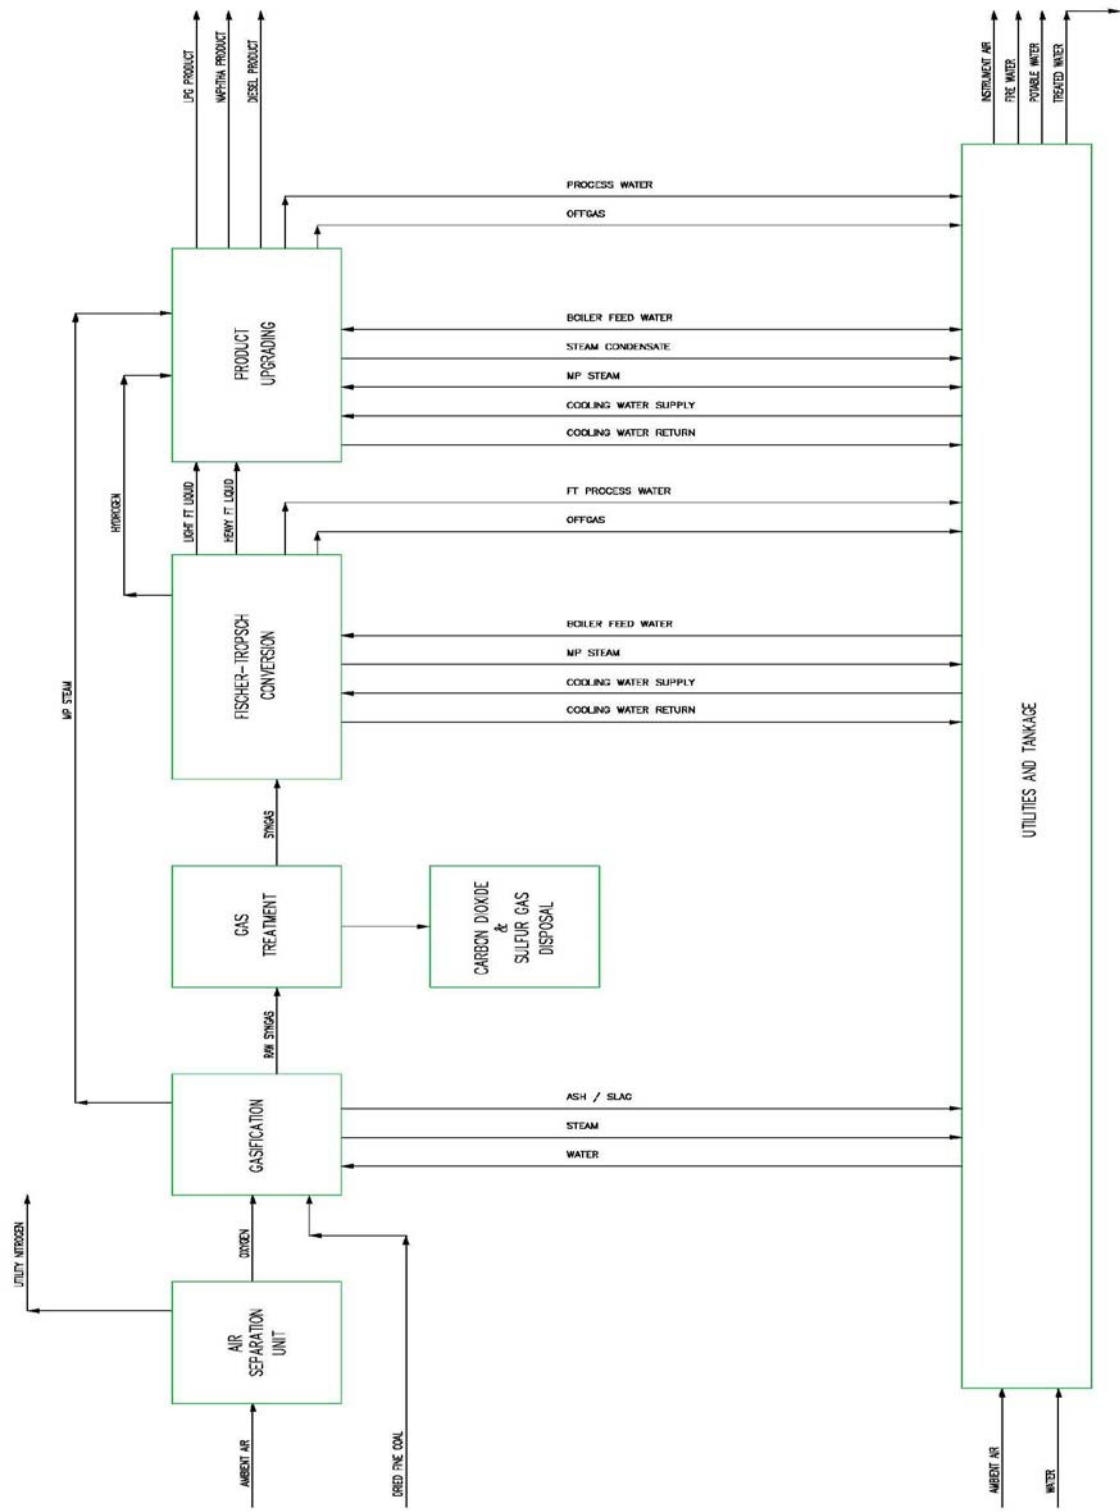 LPG PRODUCT
NAPHTHA PRODUCT
DIESEL PRODUCT
INSTRUMENT AIR
FIRE WATER
POTABLE WATER
TREATED WATER
PROCESS WATER
OFFGAS
PRODUCT
UPGRADING
BOILER FEED WATER
STEAM CONDENSATE
MP STEAM
COOLING WATER SUPPLY
COOLING WATER RETURN
HYDROGEN
LIGHT FT LIQUID
HEAVY FT LIQUID
FT PROCESS WATER
OFFGAS
MP STEAM
FISCHER-TROPSCH
CONVERSION
BOILER FEED WATER
MP STEAM
COOLING WATER SUPPLY
COOLING WATER RETURN
UTILITIES AND TANKAGE
SYNGAS
GAS
TREATMENT
CARBON DIOXIDE
&
SULFUR GAS
DISPOSAL
RAW SYNGAS
GASIFICATION
ASH / SLAG
STEAM
WATER
UTILITY NITROGEN
OXYGEN
AIR
SEPARATION
UNIT
AMBIENT AIR
DRIED FINE COAL
AMBIENT AIR
WATER